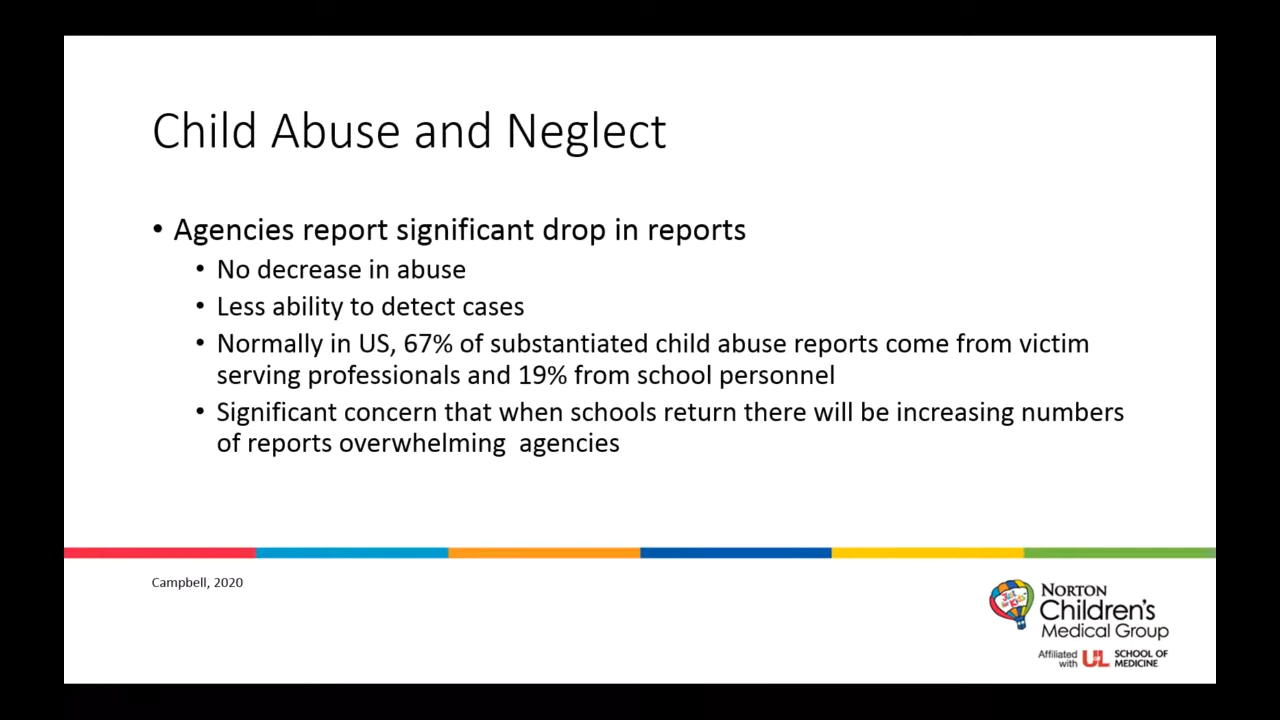 Child Abuse and Neglect
• Agencies report significant drop in reports
• No decrease in abuse
• Less ability to detect cases
• Normally in US, 67% of substantiated child abuse reports come from victim
serving professionals and 19% from school personnel
• Significant concern that when schools return there will be increasing numbers
of reports overwhelming  agencies
Campbell, 2020
Just for Kids
NORTON
Children's
Medical Group
Affiliated with UL SCHOOL OF MEDICINE